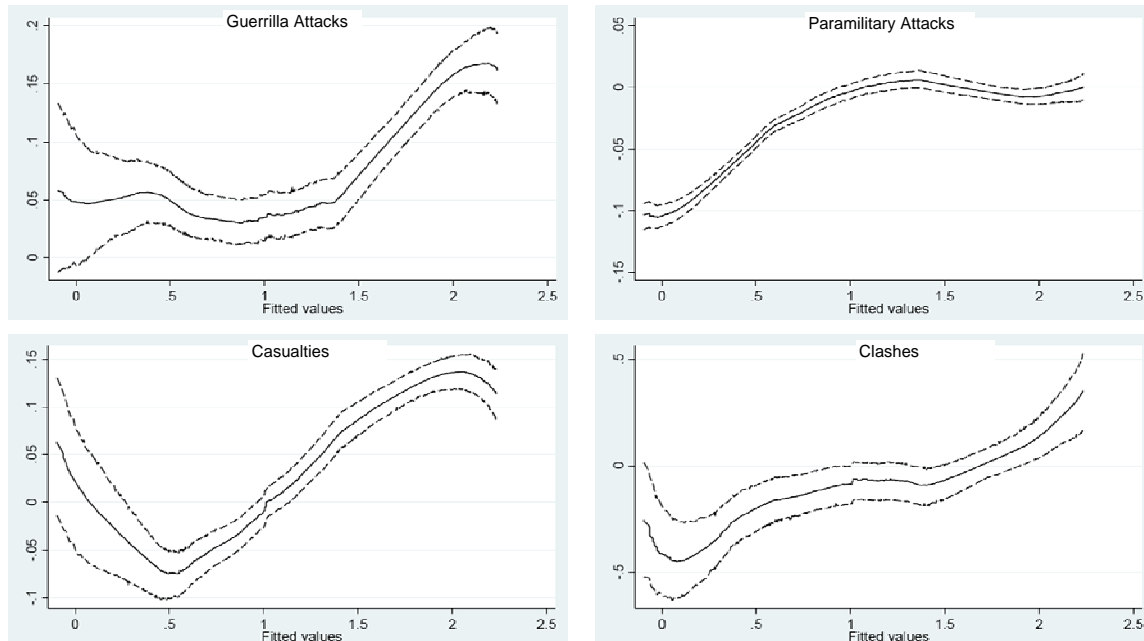 Guerrilla Attacks
.2
.15
.1
.05
0
0 .5 1 1.5 2 2.5
Fitted values
Paramilitary Attacks
.05
0
-.05
-.1
-.15
0 .5 1 1.5 2 2.5
Fitted values
Casualties
.15
.1
.05
0
-.05
-.1
0 .5 1 1.5 2 2.5
Fitted values
Clashes
.5
0
-.5
0 .5 1 1.5 2 2.5
Fitted values